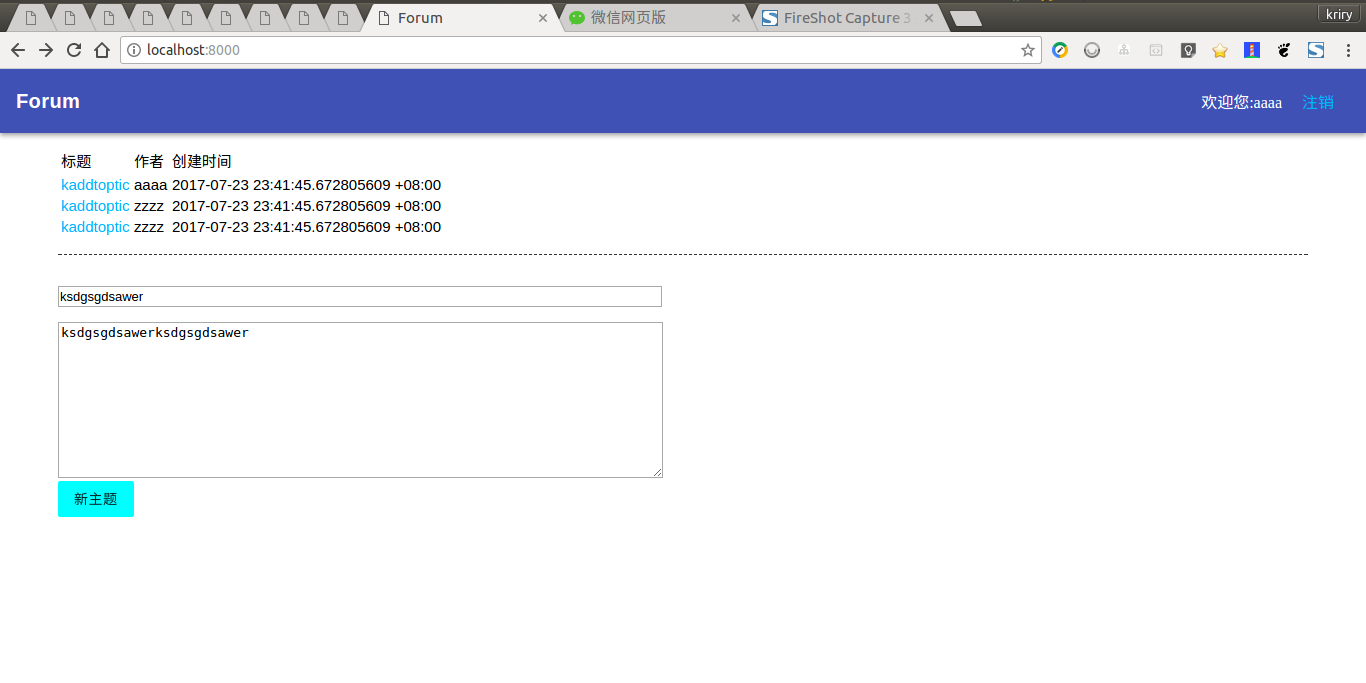 Forum
微信网页版
FireShot Capture 3
kriry
localhost:8000
Forum
欢迎您:aaaa 注销
标题 作者 创建时间
kaddtoptic aaaa 2017-07-23 23:41:45.672805609 +08:00
kaddtoptic zzzz 2017-07-23 23:41:45.672805609 +08:00
kaddtoptic zzzz 2017-07-23 23:41:45.672805609 +08:00
ksdgsgdsawer
ksdgsgdsawerksdgsgdsawer
新主题